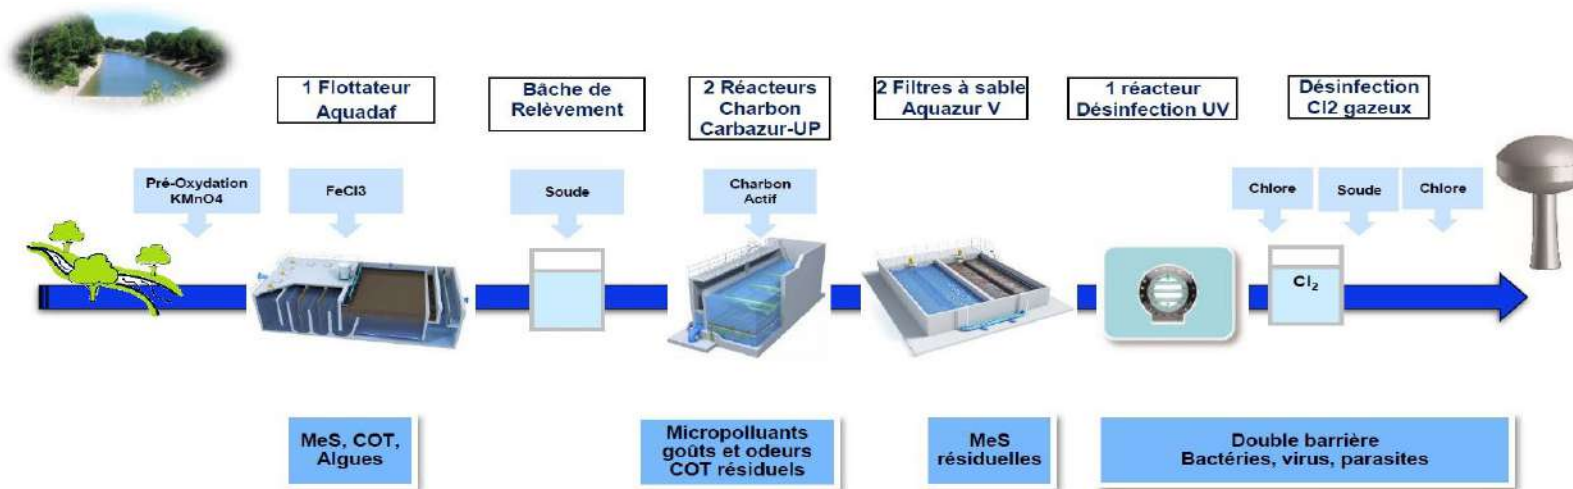 1 Flottateur
Aquadaf
Bâche de
Relèvement
2 Réacteurs
Charbon
Carbazur-UP
2 Filtres à sable
Aquazur V
1 réacteur
Désinfection UV
Désinfection
Cl2 gazeux
Pré-Oxydation
KMnO4
FeCl3
Soude
Charbon
Actif
Chlore
Soude
Chlore
Cl₂
MeS, COT,
Algues
Micropolluants
goûts et odeurs
COT résiduels
MeS
résiduelles
Double barrière
Bactéries, virus, parasites